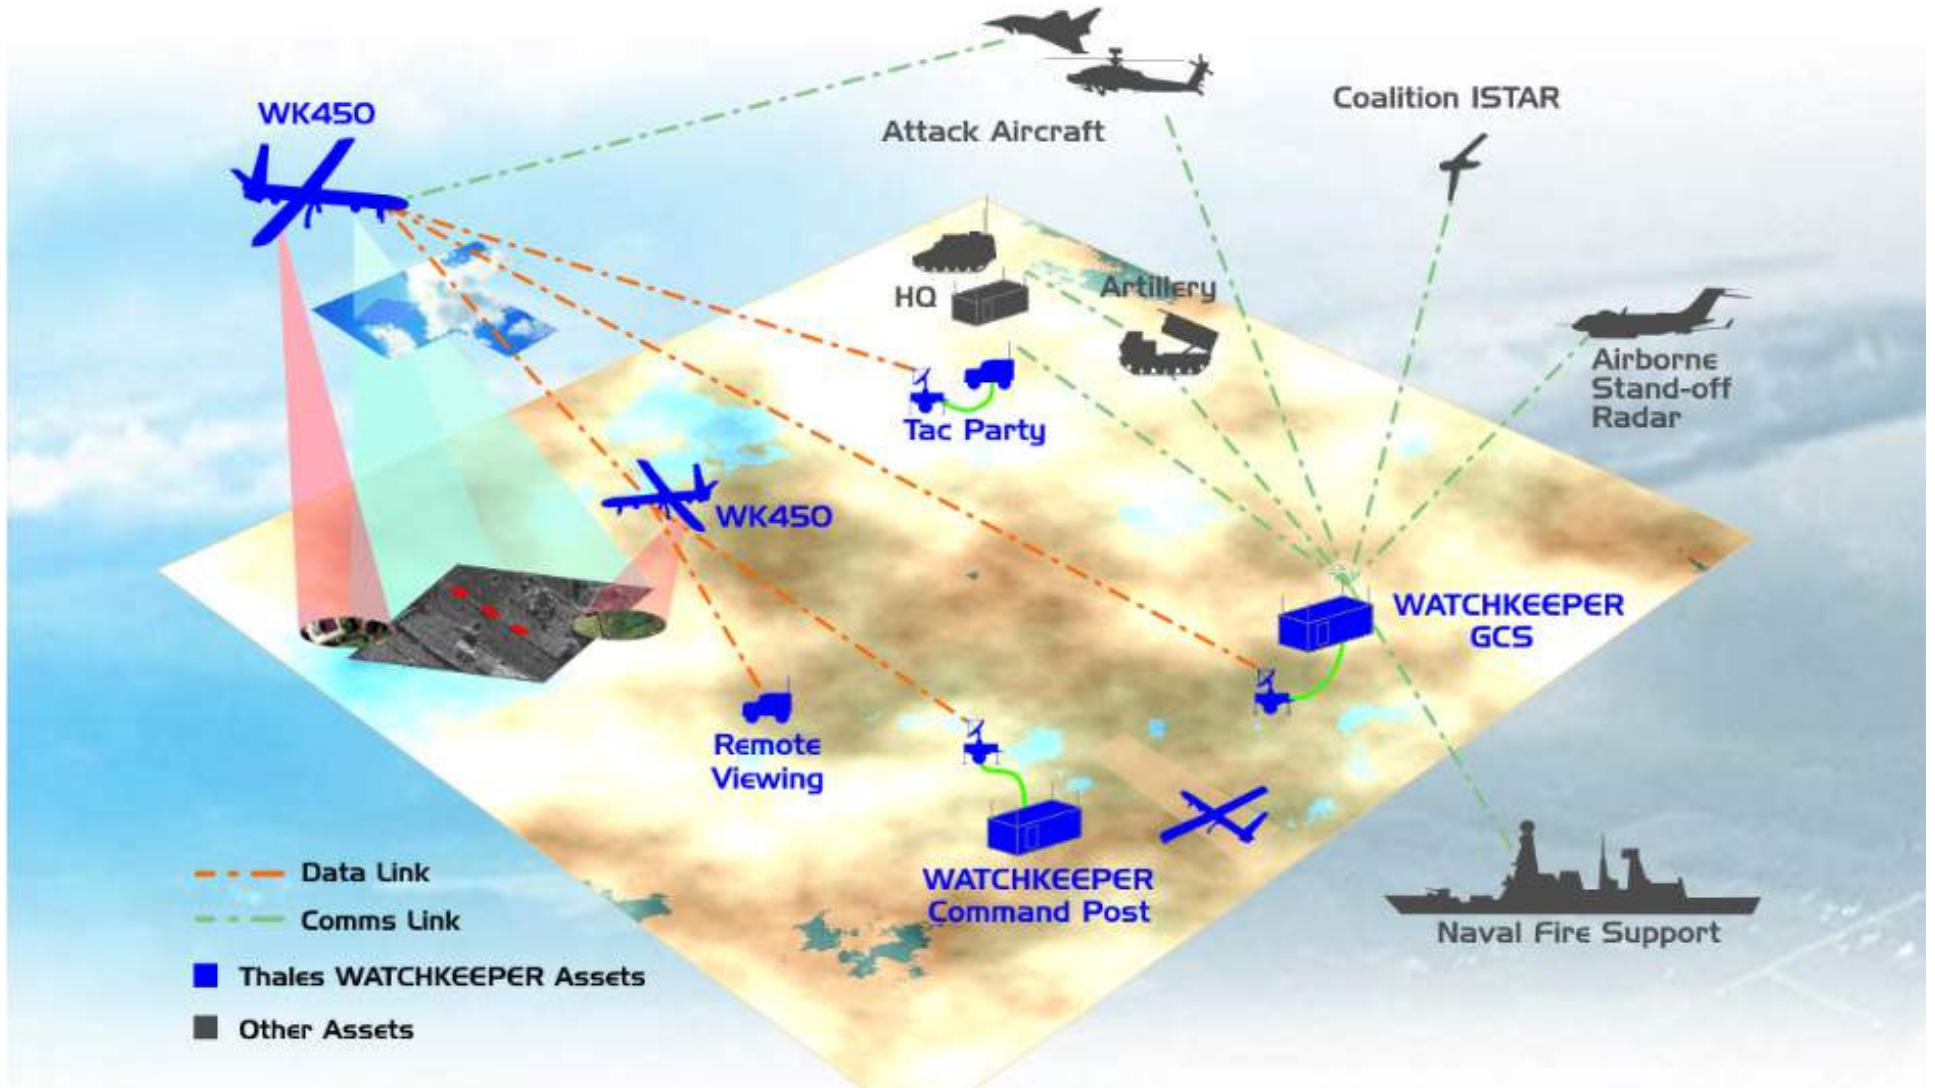 WK450
Attack Aircraft
Coalition ISTAR
HQ
Artillery
Airborne
Stand-off
Radar
Tac Party
WK450
WATCHKEEPER
GCS
Remote
Viewing
WATCHKEEPER
Command Post
Naval Fire Support
Data Link
Comms Link
Thales WATCHKEEPER Assets
Other Assets